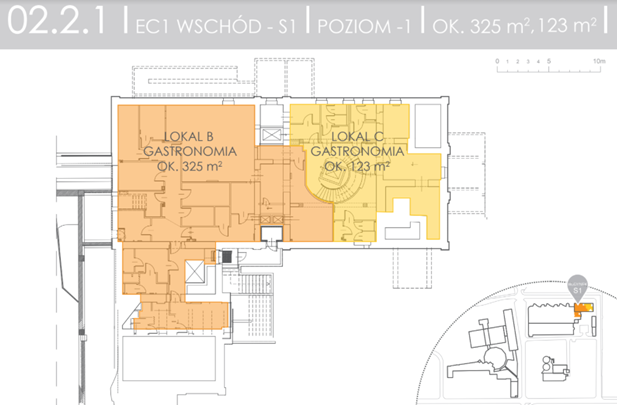 02.2.1 | EC1 WSCHÓD - S1 | POZIOM -1 | OK. 325 m², 123 m² |
0 1 2 3 4 5 10m
LOKAL B
GASTRONOMIA
OK. 325 m²
LOKAL C
GASTRONOMIA
OK. 123 m²
S1